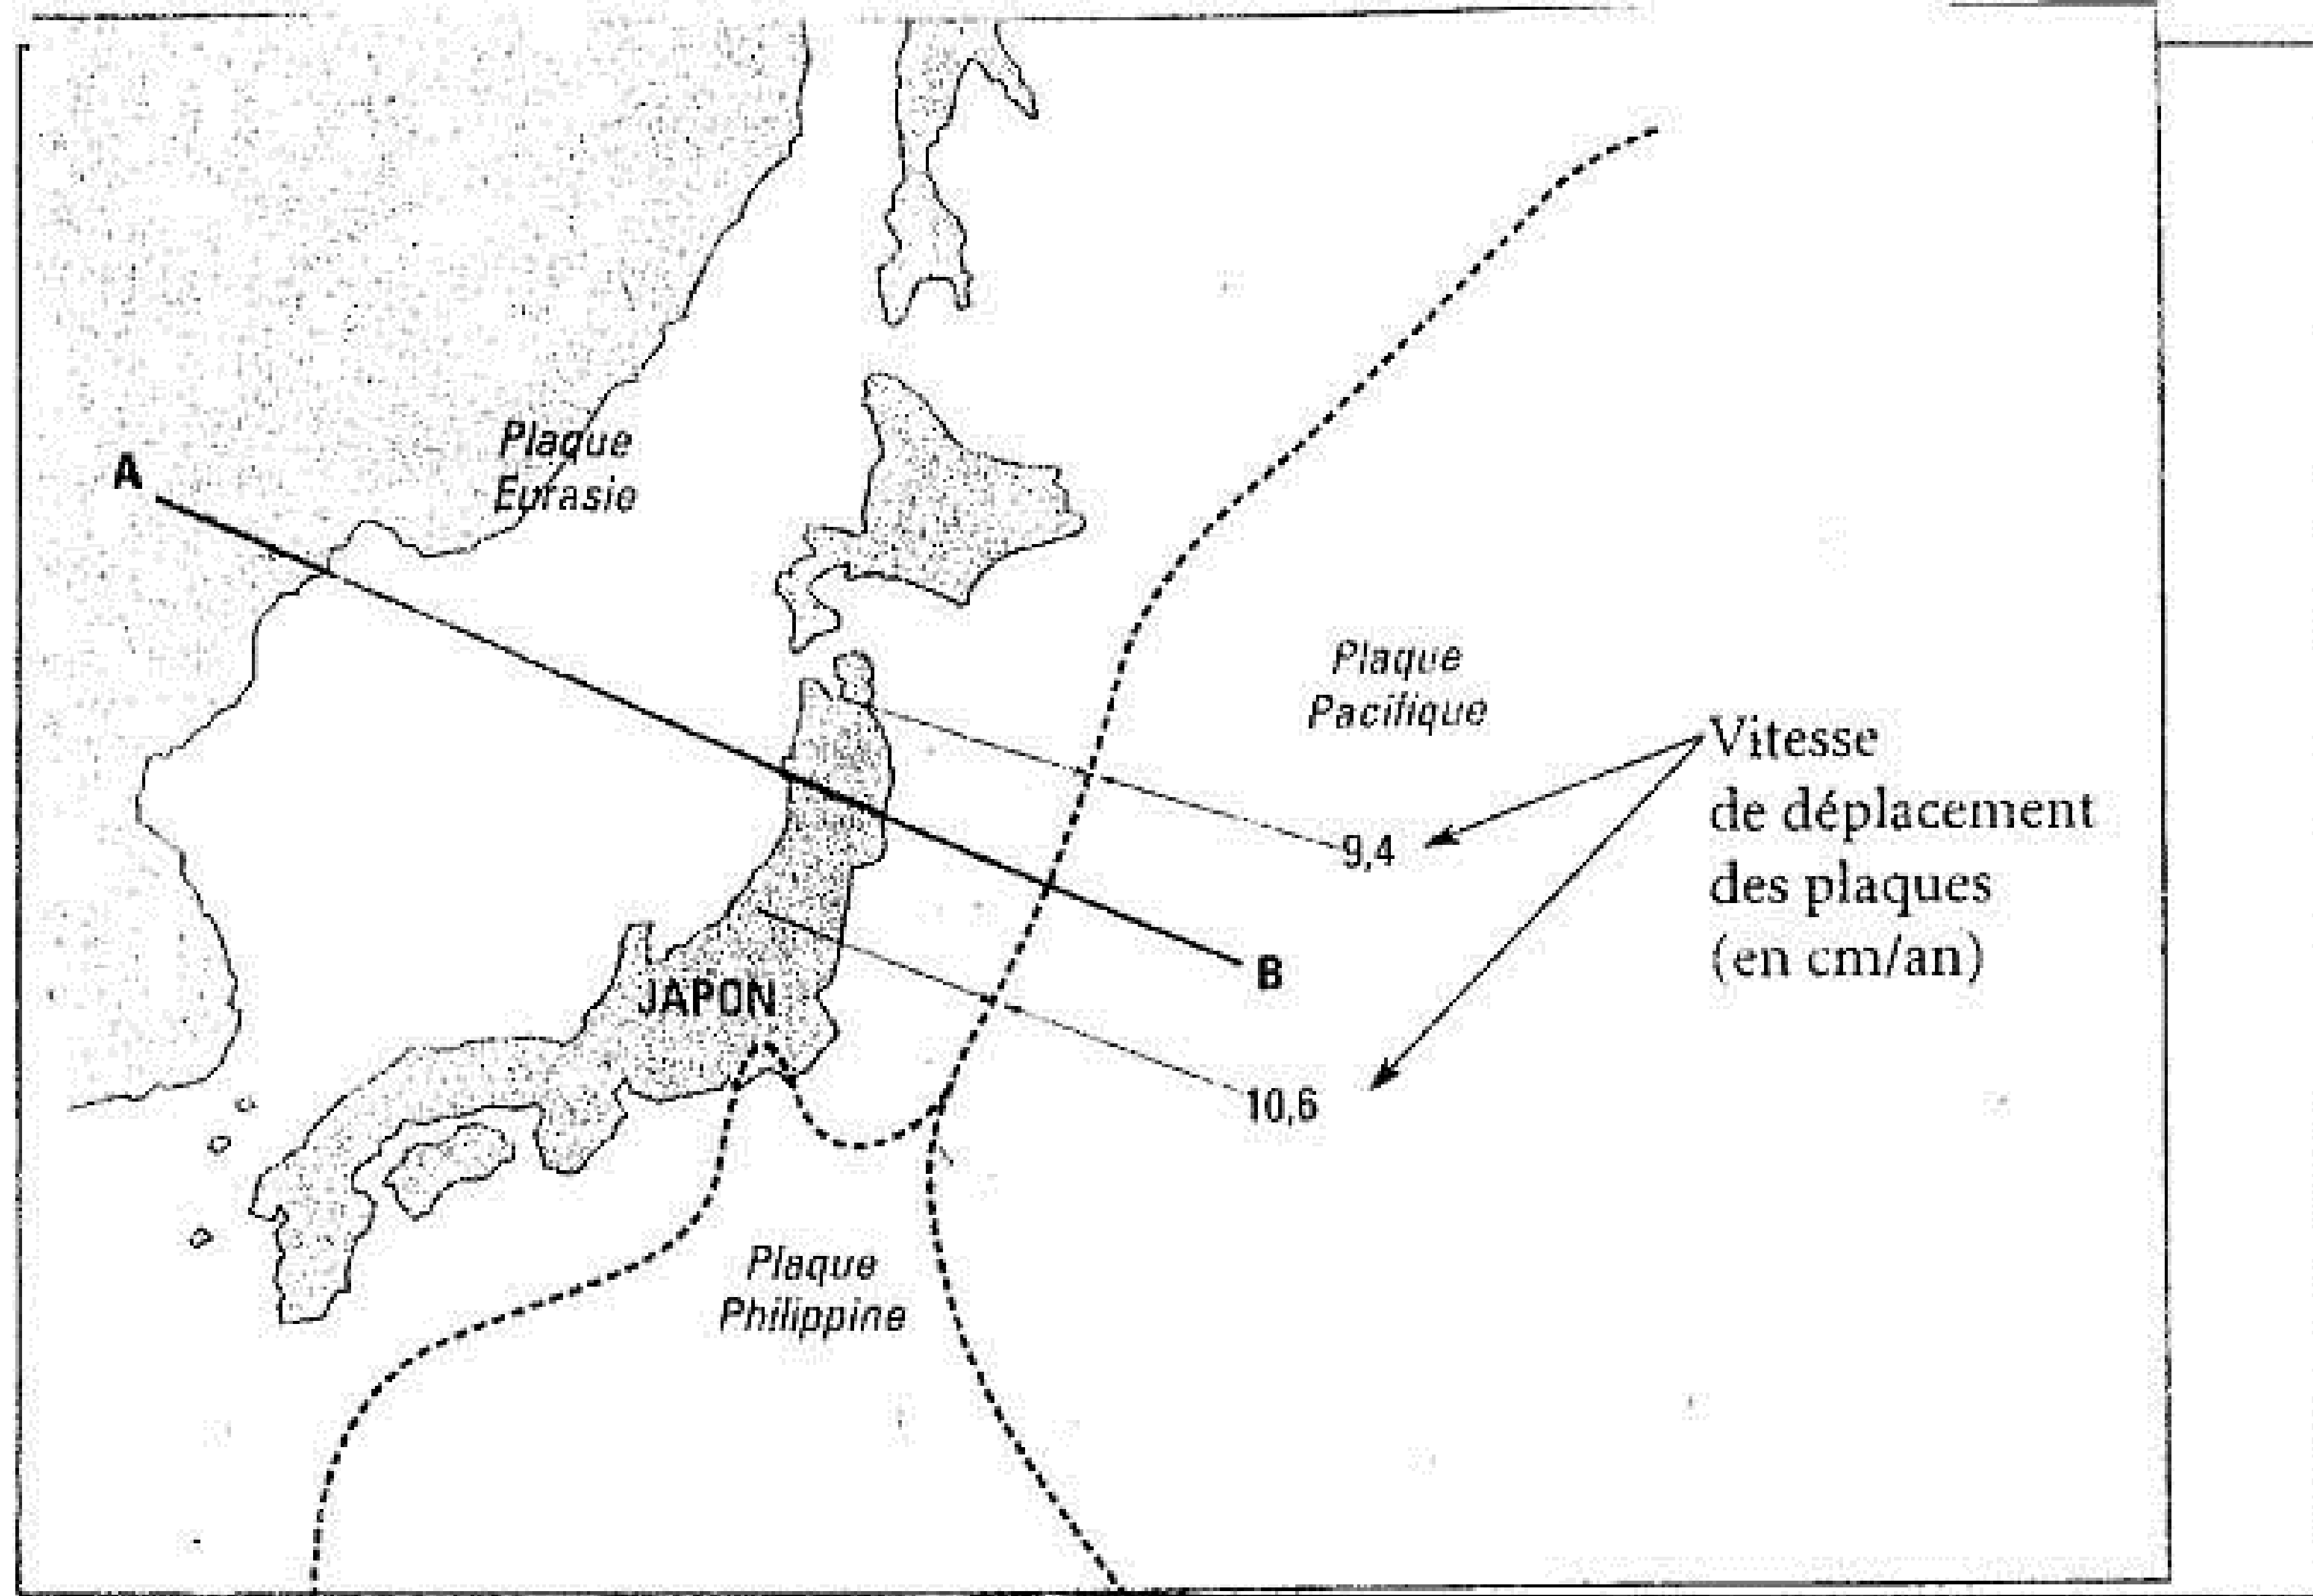 Plaque
Eurasie
A
Plaque
Pacifique
Vitesse
de déplacement
des plaques
(en cm/an)
9,4
B
JAPON
10,6
Plaque
Philippine